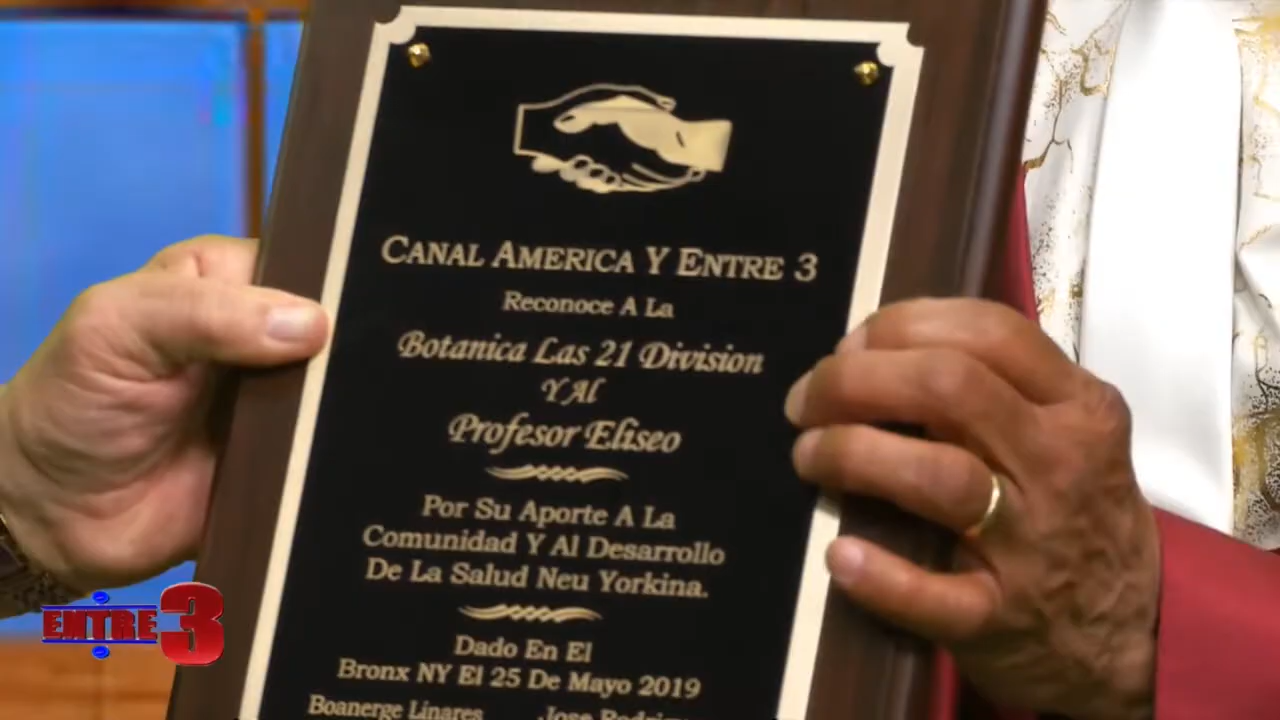 Canal America Y Entre 3
Reconoce A La
Botanica Las 21 Division
Y Al
Profesor Eliseo
Por Su Aporte A La
Comunidad Y Al Desarrollo
De La Salud Neu Yorkina.
Dado En El
Bronx NY El 25 De Mayo 2019
Boanerge Linares Jose
ENTRE 3